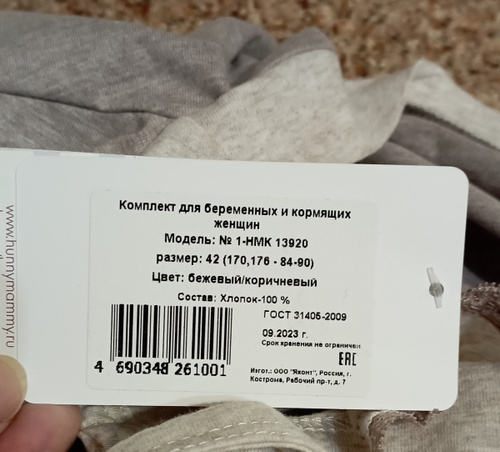 Комплект для беременных и кормящих
женщин
Модель: № 1-НМК 13920
размер: 42 (170,176 - 84-90)
Цвет: бежевый/коричневый
Состав: Хлопок-100 %
ГОСТ 31405-2009
09.2023 г.
Срок хранения не ограничен
ЕАС
4 690348 261001
Изгот.: ООО "Яхонт", Россия, г.
Кострома, Рабочий пр-т, д. 7
www.hunnymammy.ru